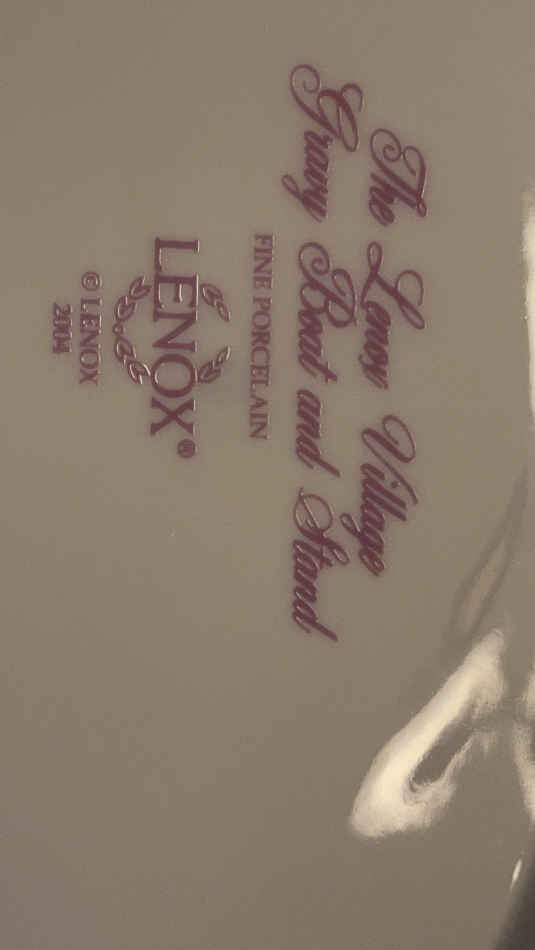 The Lenox Village
Gravy Boat and Stand
FINE PORCELAIN
LENOX®
© LENOX
2004